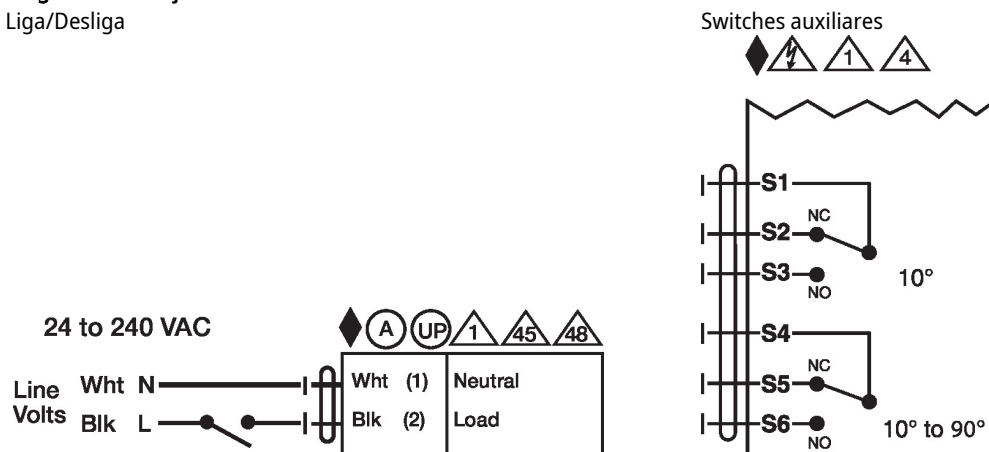 Liga/Desliga
24 to 240 VAC
A UP 1 45 48
Line Volts
Wht N
Wht (1) Neutral
Blk L
Blk (2) Load
Switches auxiliares
1 4
S1
NC
S2
S3
NO
10°
S4
NC
S5
S6
NO
10° to 90°